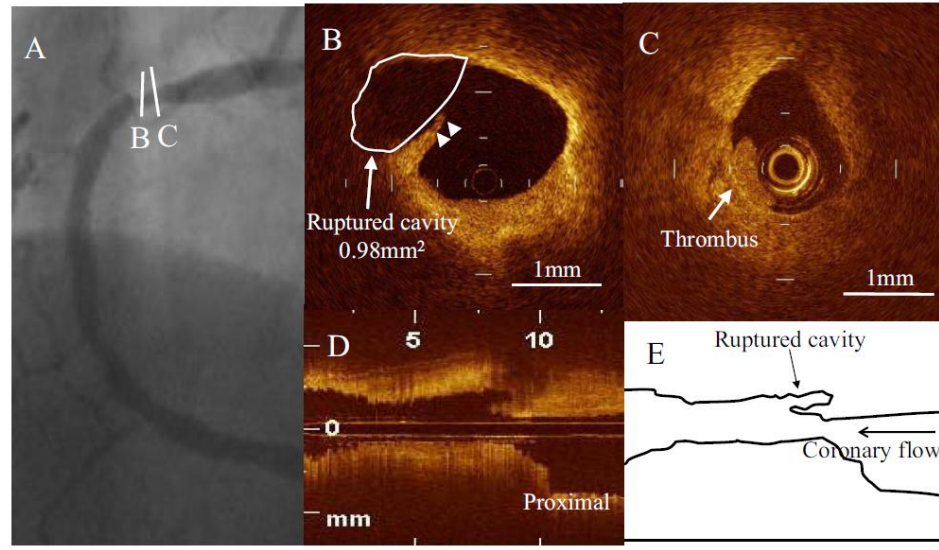 A
B
C
B
Ruptured cavity
0.98mm²
1mm
C
Thrombus
1mm
D
5
10
0
mm
Proximal
E
Ruptured cavity
Coronary flow